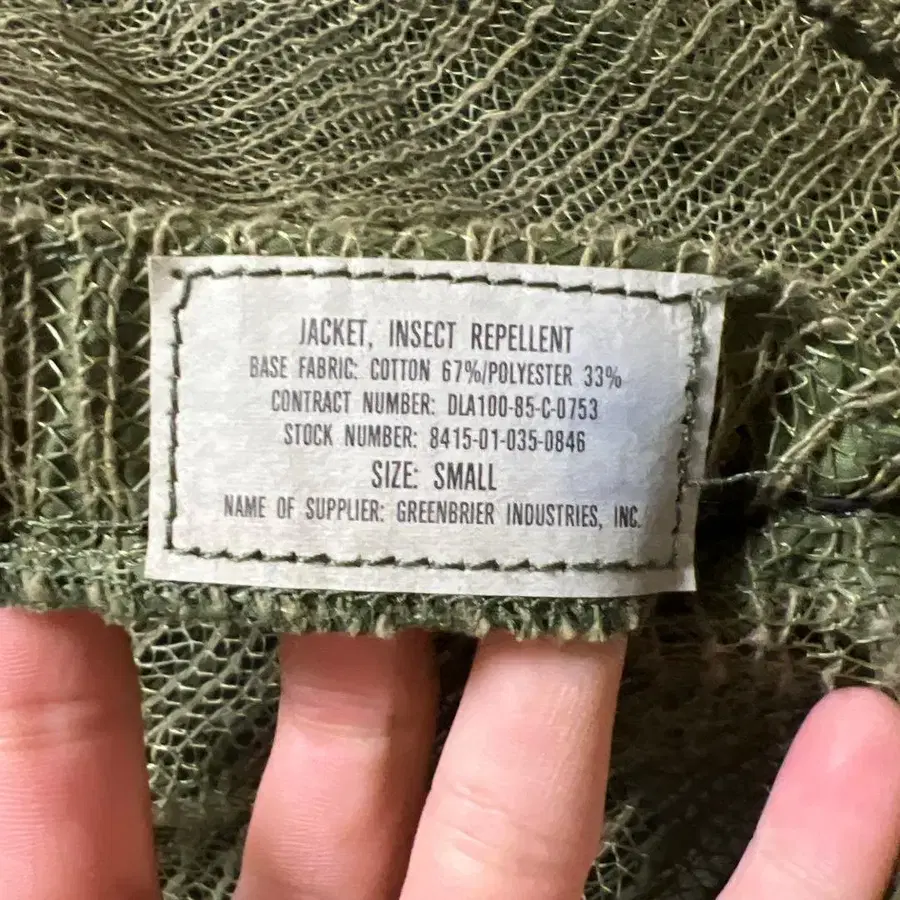 JACKET, INSECT REPELLENT
BASE FABRIC: COTTON 67%/POLYESTER 33%
CONTRACT NUMBER: DLA100-85-C-0753
STOCK NUMBER: 8415-01-035-0846
SIZE: SMALL
NAME OF SUPPLIER: GREENBRIER INDUSTRIES, INC.